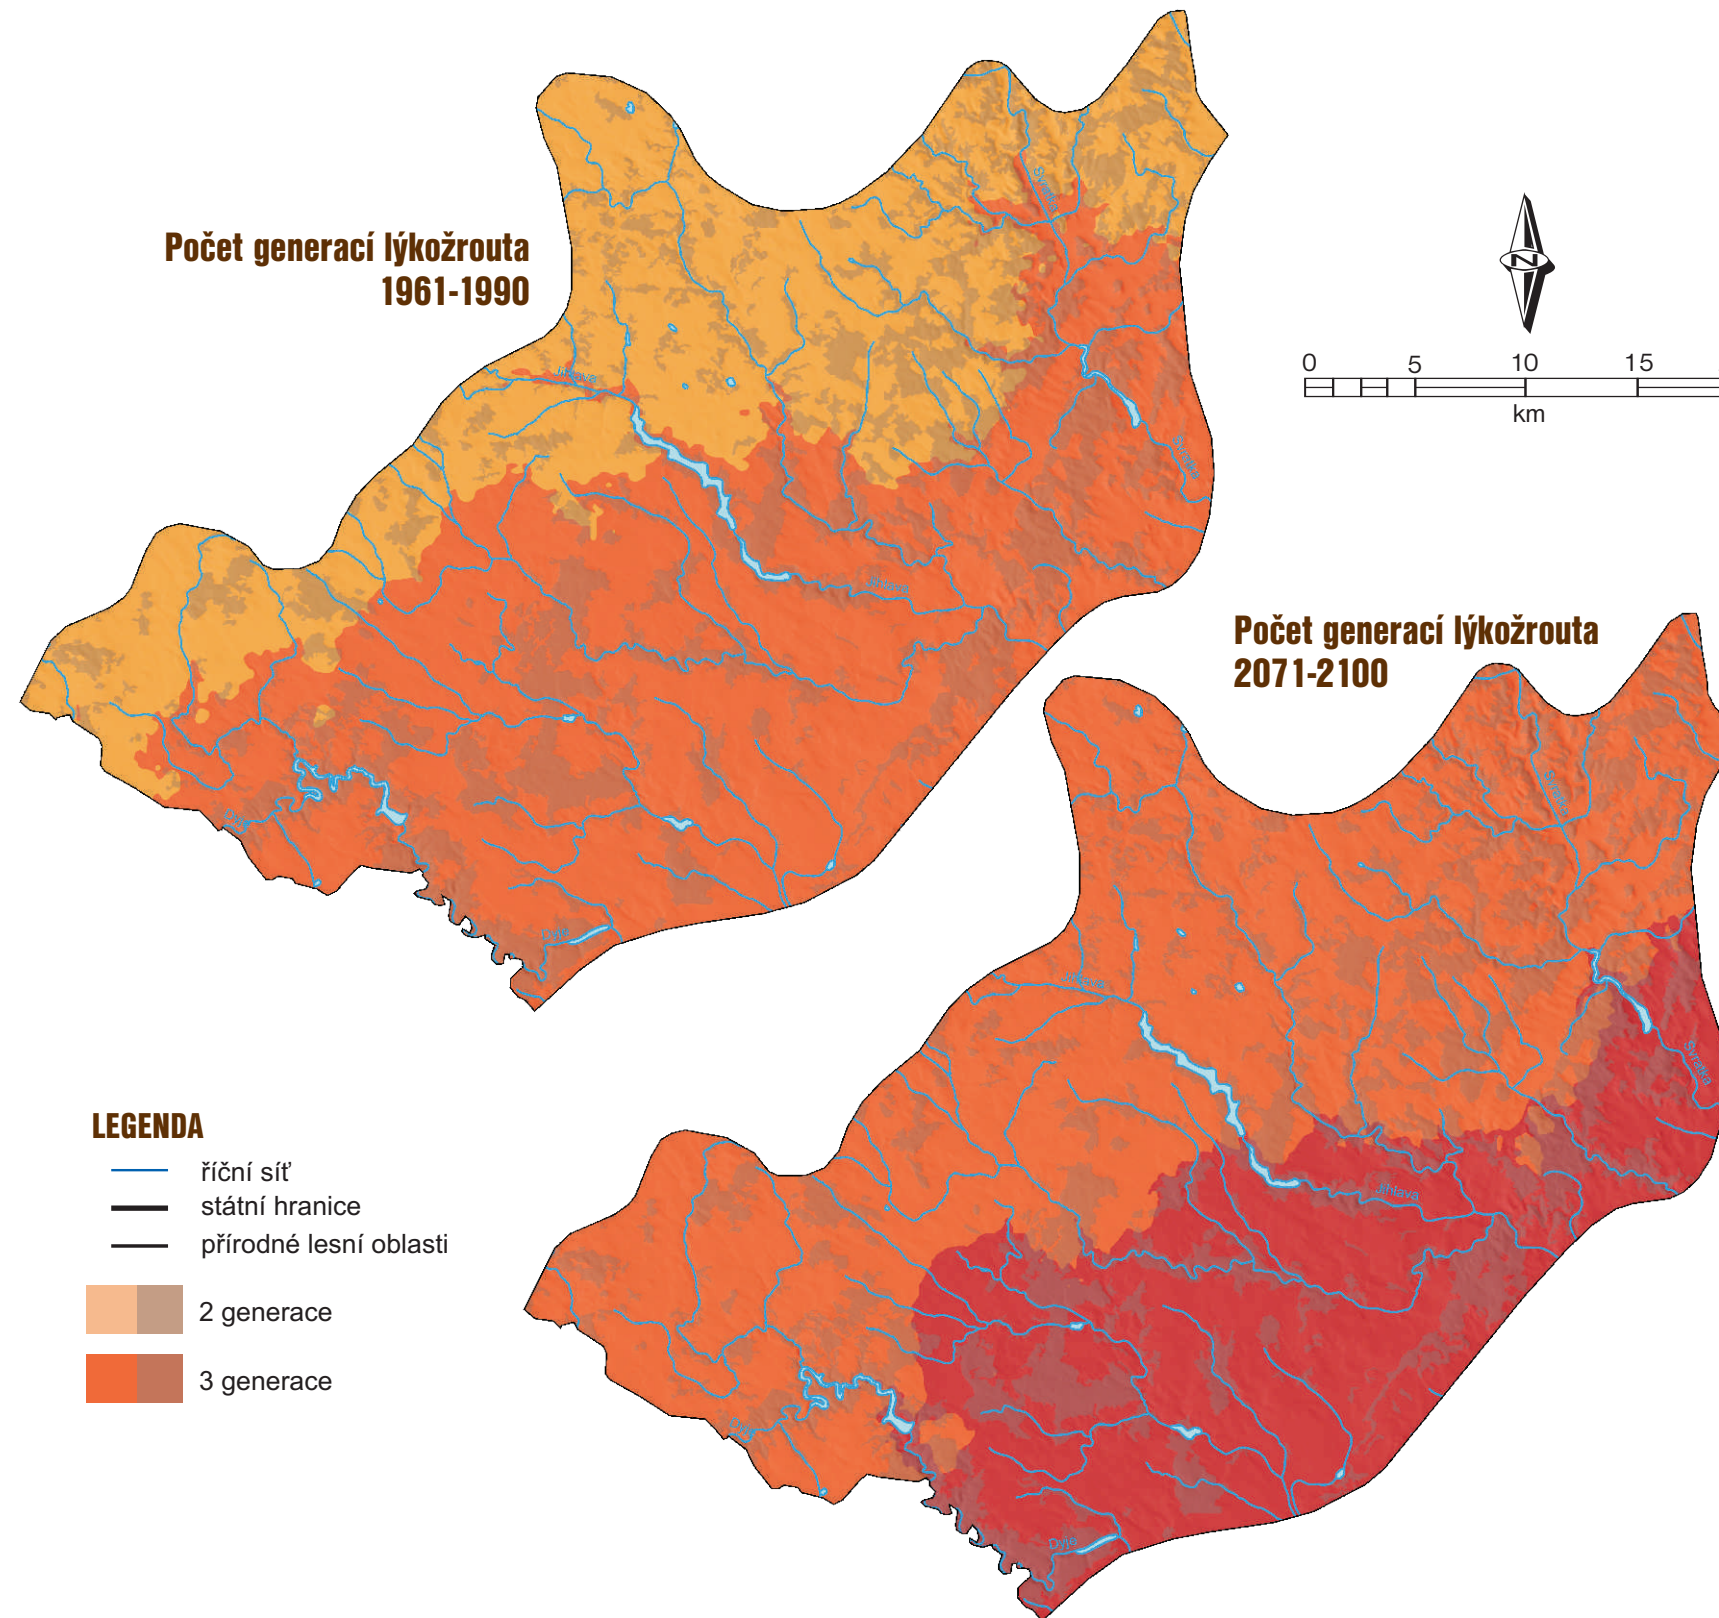 Počet generací lýkožrouta
1961-1990
N
0 5 10 15
km
Svratka
Jihlava
Svratka
Jihlava
Dyje
Dyje
Počet generací lýkožrouta
2071-2100
Svratka
Jihlava
Svratka
Jihlava
Dyje
Dyje
LEGENDA
říční síť
státní hranice
přírodné lesní oblasti
2 generace
3 generace